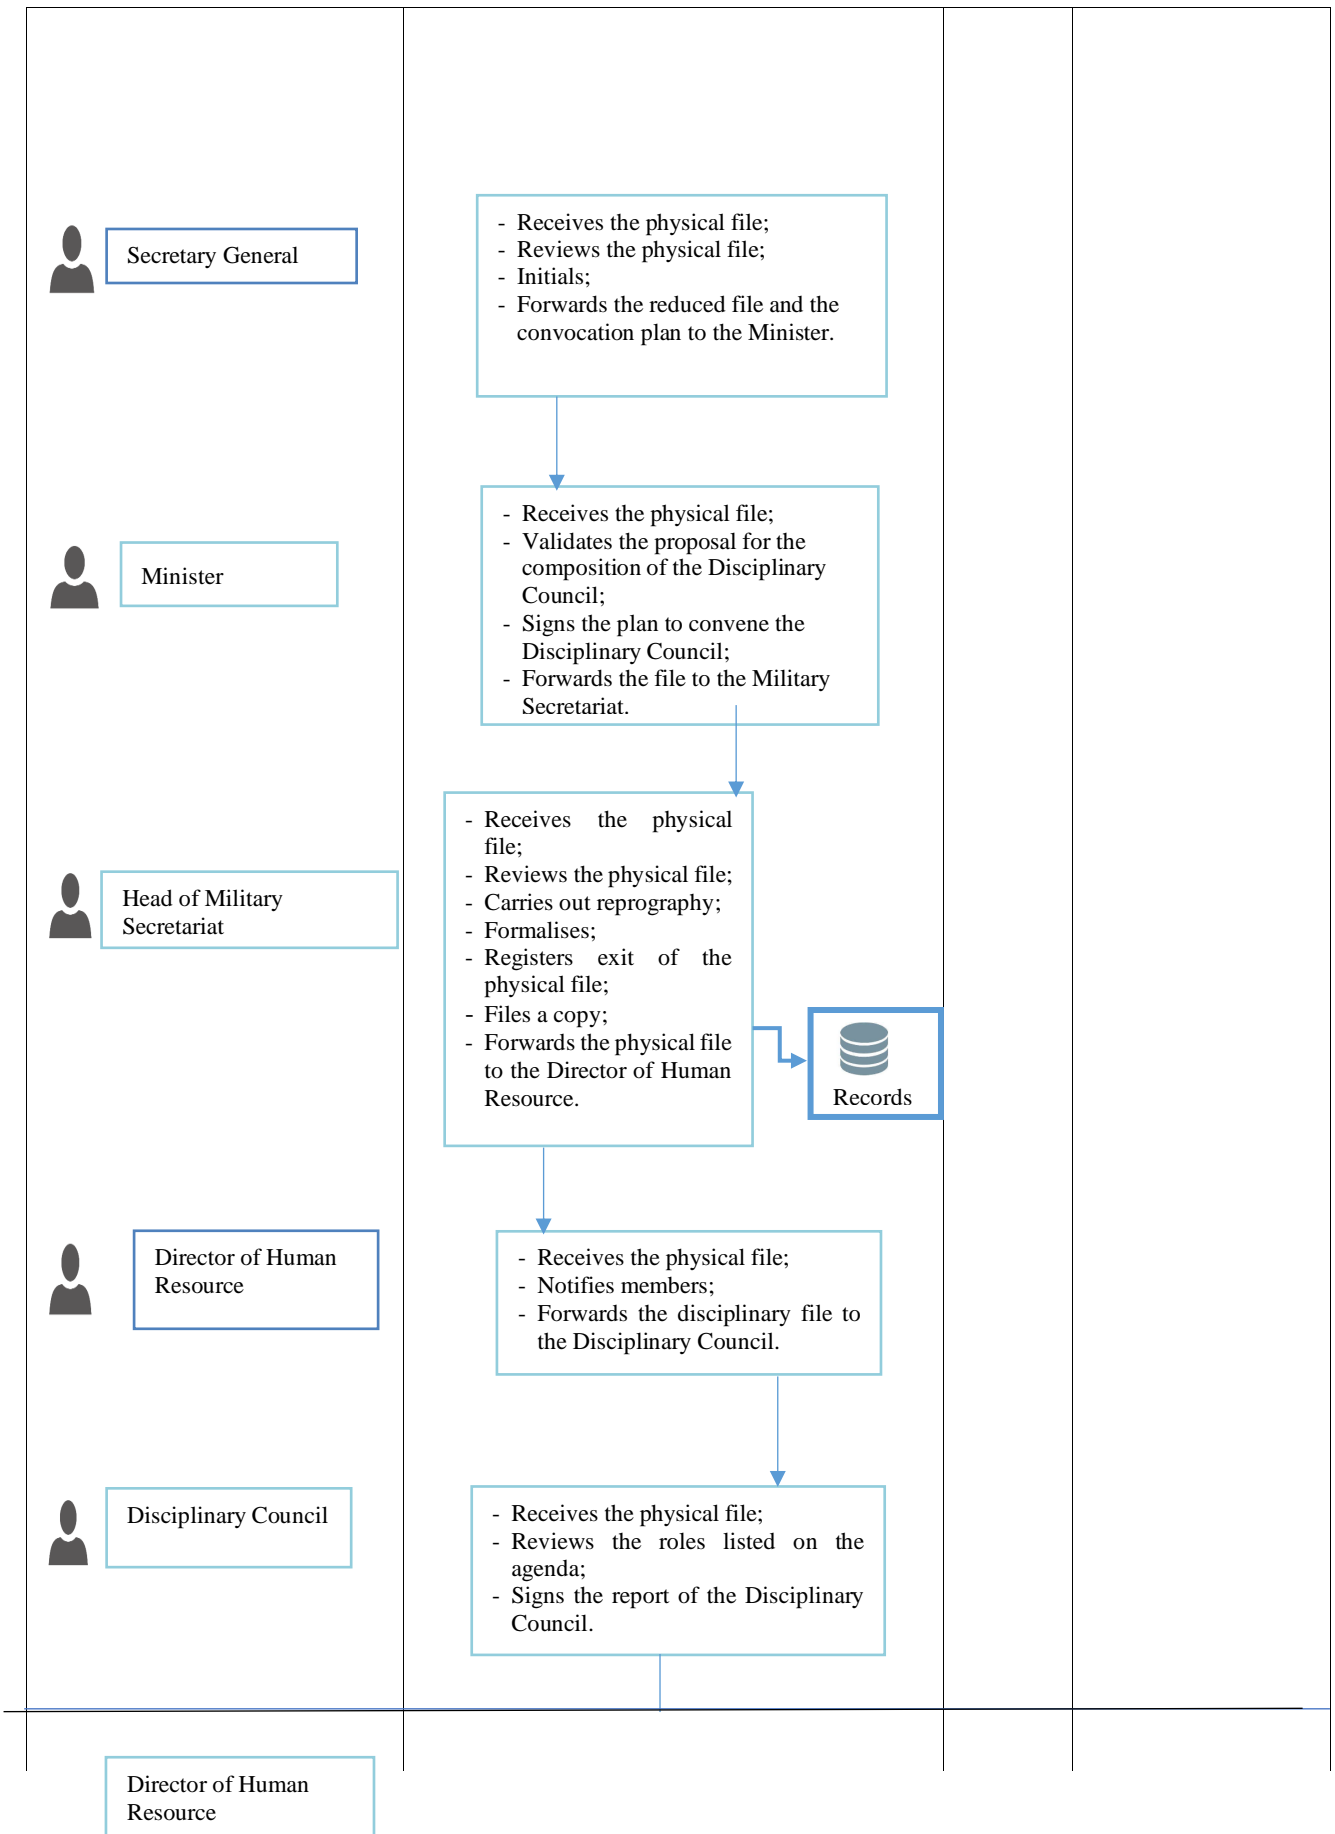 Secretary General
- Receives the physical file;
- Reviews the physical file;
- Initials;
- Forwards the reduced file and the
convocation plan to the Minister.
Minister
- Receives the physical file;
- Validates the proposal for the
composition of the Disciplinary
Council;
- Signs the plan to convene the
Disciplinary Council;
- Forwards the file to the Military
Secretariat.
Head of Military
Secretariat
- Receives the physical
file;
- Reviews the physical file;
- Carries out reprography;
- Formalises;
- Registers exit of the
physical file;
- Files a copy;
- Forwards the physical file
to the Director of Human
Resource.
Records
Director of Human
Resource
- Receives the physical file;
- Notifies members;
- Forwards the disciplinary file to
the Disciplinary Council.
Disciplinary Council
- Receives the physical file;
- Reviews the roles listed on the
agenda;
- Signs the report of the Disciplinary
Council.
Director of Human
Resource